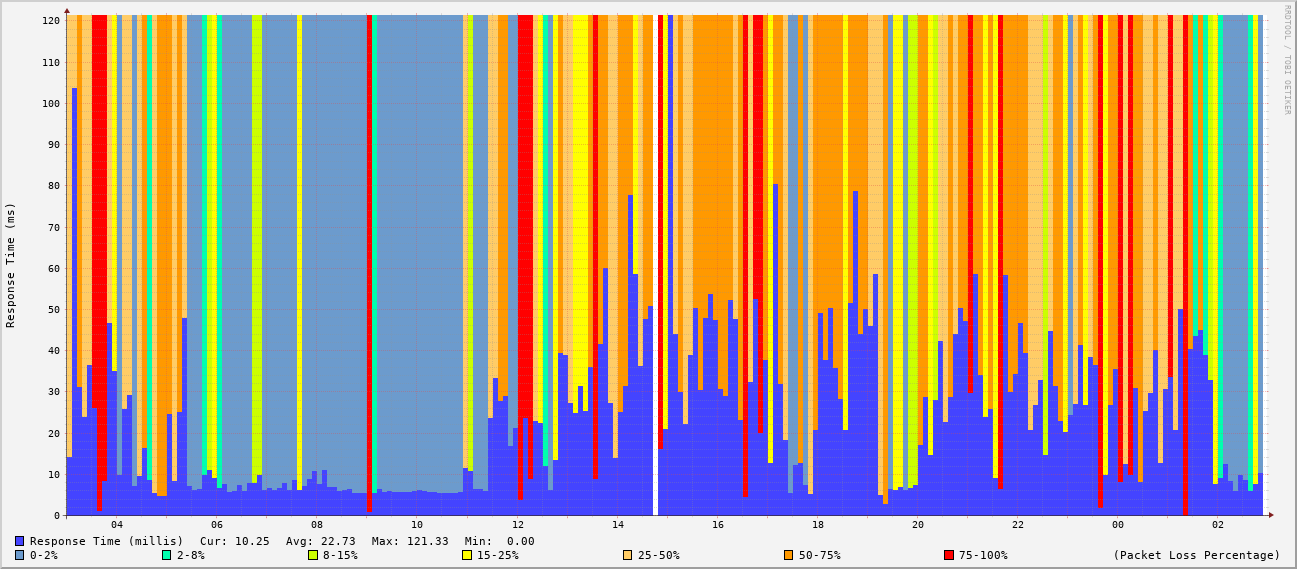 RRDTOOL / TOBI OETIKER
Response Time (ms)
120
110
100
90
80
70
60
50
40
30
20
10
0
04 06 08 10 12 14 16 18 20 22 00 02
Response Time (millis) Cur: 10.25 Avg: 22.73 Max: 121.33 Min: 0.00
0-2% 2-8% 8-15% 15-25% 25-50% 50-75% 75-100% (Packet Loss Percentage)